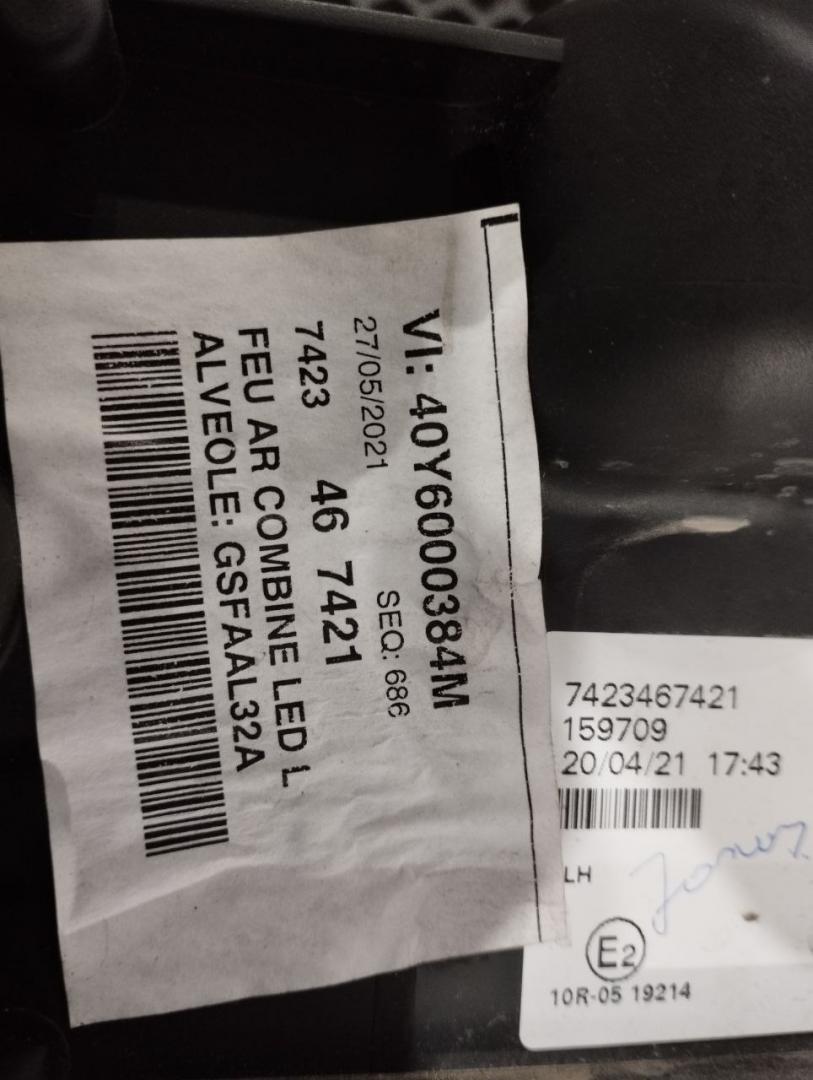 VI: 40Y6000384M
27/05/2021 SEQ: 686
7423 46 7421
FEU AR COMBINE LED L
ALVEOLE: GSFAAL32A
7423467421
159709
20/04/21 17:43
LH
E2
10R-05 19214